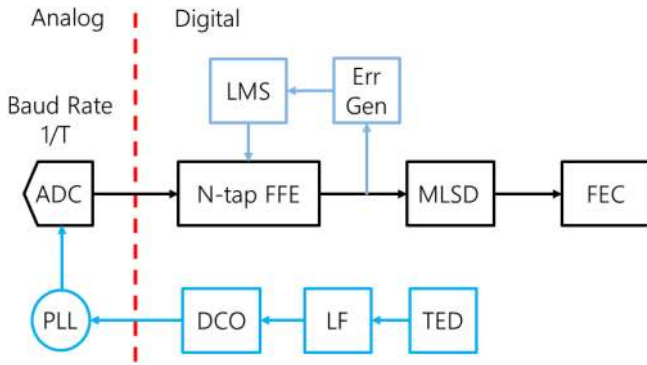 Analog
Digital
Baud Rate
1/T
LMS
Err
Gen
ADC
N-tap FFE
MLSD
FEC
PLL
DCO
LF
TED